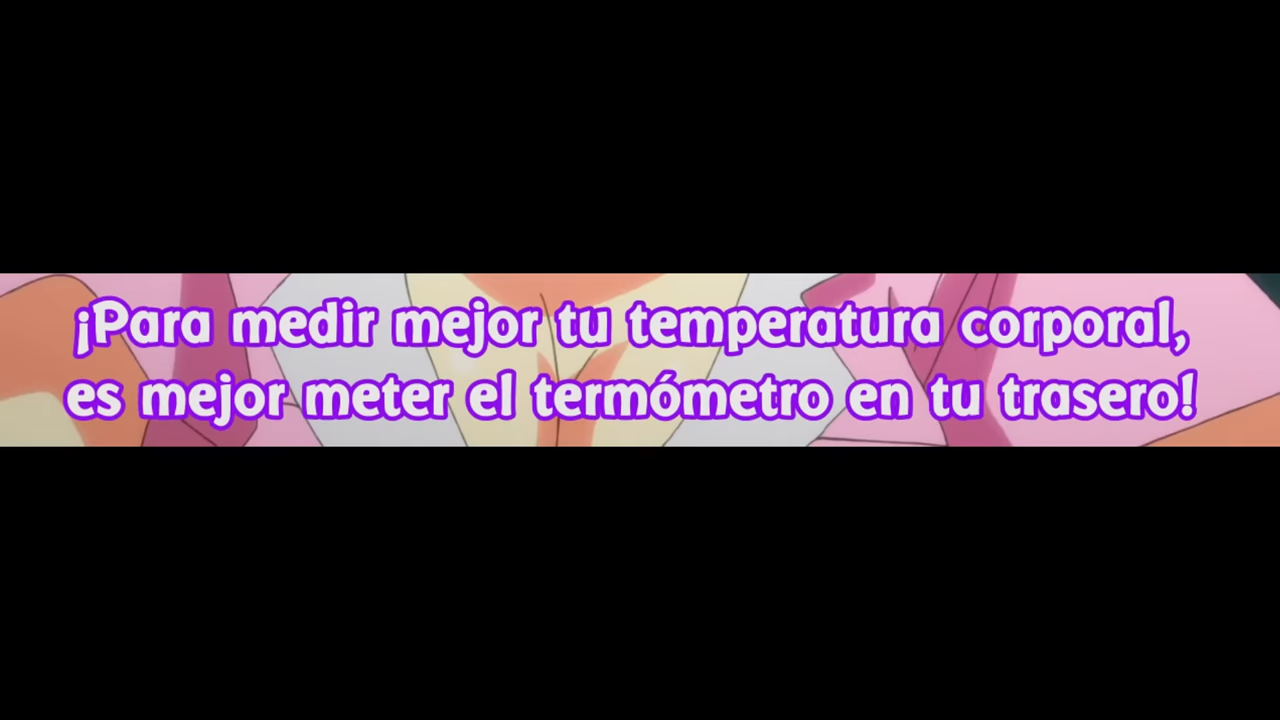 ¡Para medir mejor tu temperatura corporal,
es mejor meter el termómetro en tu trasero!